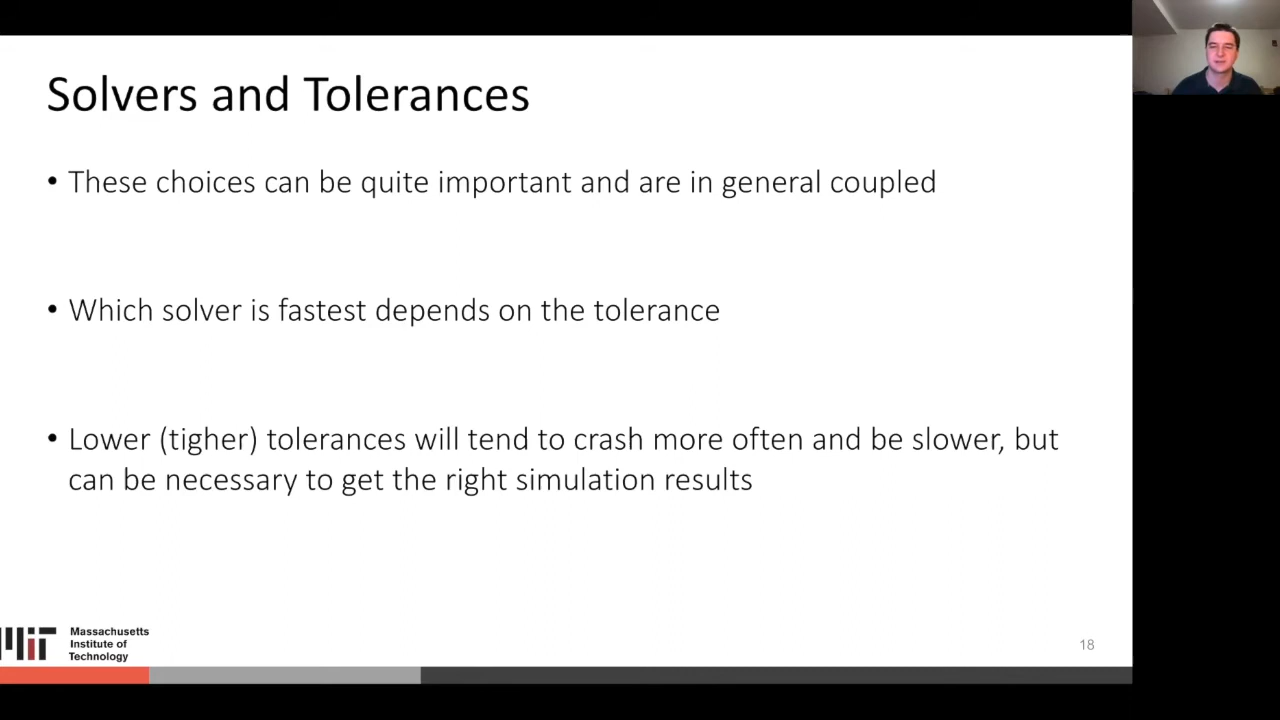 Solvers and Tolerances
• These choices can be quite important and are in general coupled
• Which solver is fastest depends on the tolerance
• Lower (tigher) tolerances will tend to crash more often and be slower, but
can be necessary to get the right simulation results
MIT
Massachusetts
Institute of
Technology
18